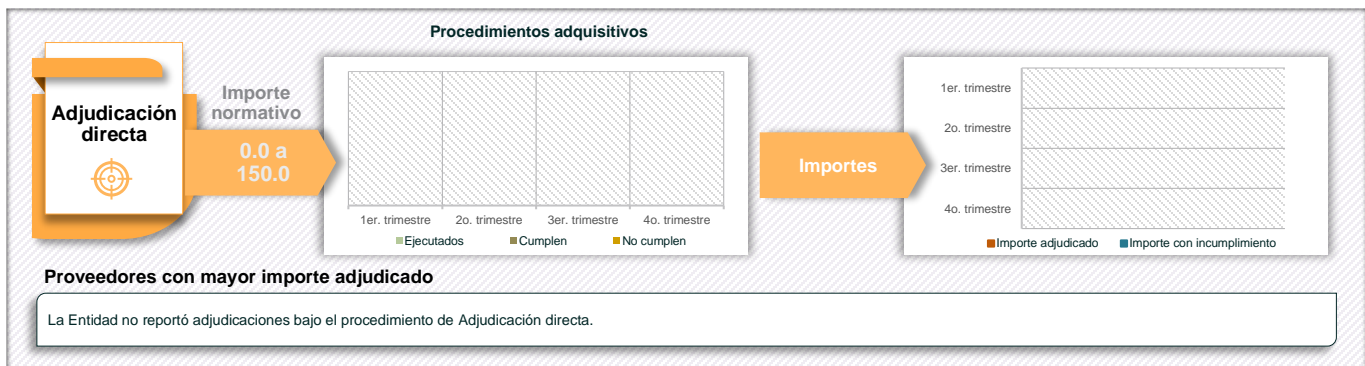 Procedimientos adquisitivos
Adjudicación
directa
Importe
normativo
0.0 a
150.0
1er. trimestre 2o. trimestre 3er. trimestre 4o. trimestre
Ejecutados Cumplen No cumplen
Importes
1er. trimestre
2o. trimestre
3er. trimestre
4o. trimestre
Importe adjudicado Importe con incumplimiento
Proveedores con mayor importe adjudicado
La Entidad no reportó adjudicaciones bajo el procedimiento de Adjudicación directa.